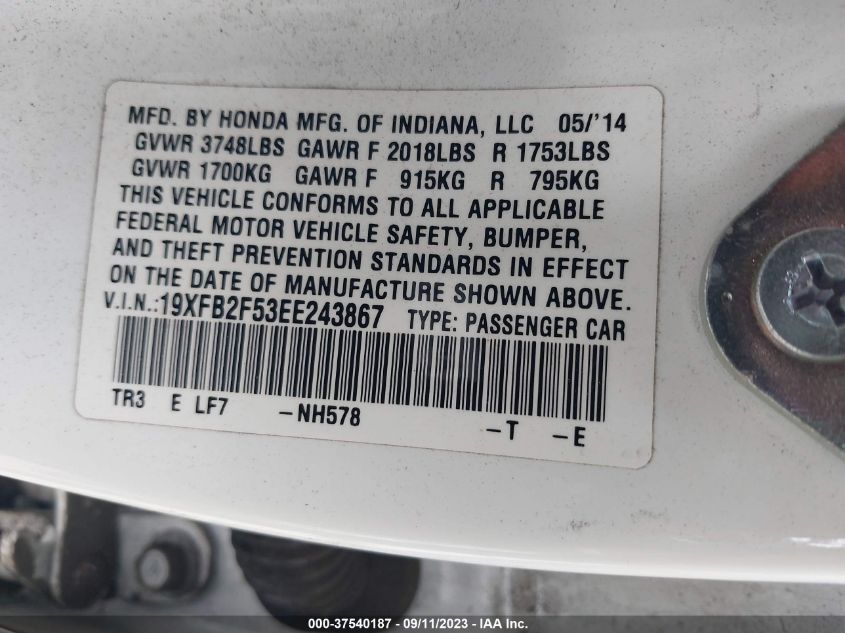 MFD. BY HONDA MFG. OF INDIANA, LLC 05/'14
GVWR 3748LBS GAWR F 2018LBS R 1753LBS
GVWR 1700KG GAWR F 915KG R 795KG
THIS VEHICLE CONFORMS TO ALL APPLICABLE
FEDERAL MOTOR VEHICLE SAFETY, BUMPER,
AND THEFT PREVENTION STANDARDS IN EFFECT
ON THE DATE OF MANUFACTURE SHOWN ABOVE.
V.I.N.:19XFB2F53EE243867 TYPE: PASSENGER CAR
TR3 E LF7 -NH578 -T -E
000-37540187 - 09/11/2023 - IAA Inc.